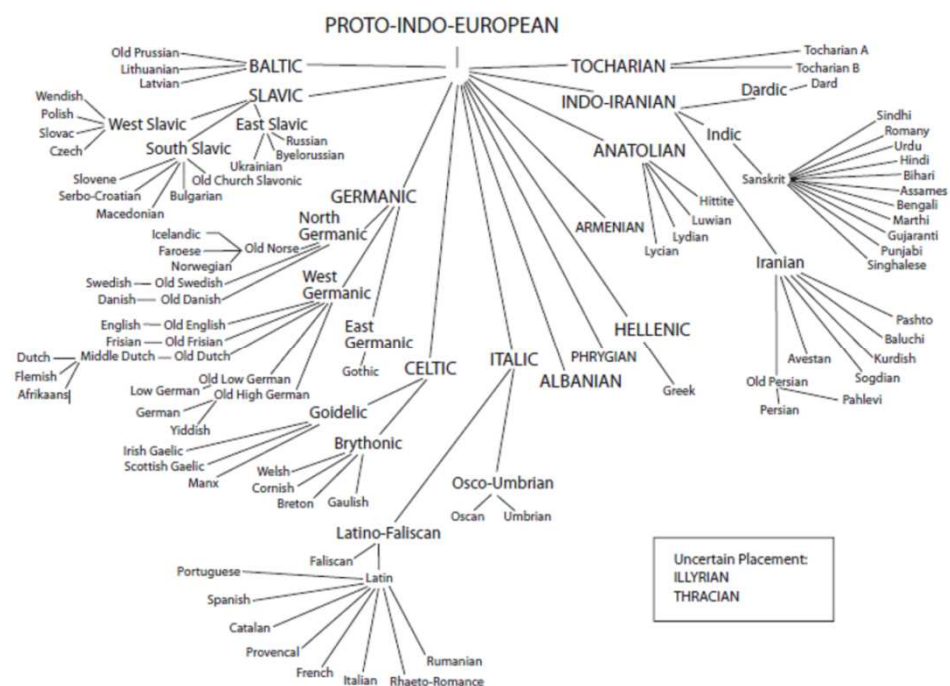 PROTO-INDO-EUROPEAN
Old Prussian
Lithuanian
Latvian
BALTIC
TOCHARIAN
Tocharian A
Tocharian B
SLAVIC
Wendish
Polish
Slovac
Czech
West Slavic
East Slavic
Russian
Byelorussian
Ukrainian
South Slavic
Old Church Slavonic
Slovene
Serbo-Croatian
Macedonian
Bulgarian
INDO-IRANIAN
Dardic
Dard
Indic
Sanskrit
Sindhi
Romany
Urdu
Hindi
Bihari
Assames
Bengali
Marthi
Gujaranti
Punjabi
Singhalese
Iranian
Pashto
Baluchi
Kurdish
Sogdian
Avestan
Old Persian
Pahlevi
Persian
ANATOLIAN
Hittite
Luwian
Lydian
Lycian
ARMENIAN
HELLENIC
Greek
PHRYGIAN
ALBANIAN
GERMANIC
North
Germanic
Icelandic
Faroese
Norwegian
Old Norse
Swedish
Old Swedish
Danish
Old Danish
West
Germanic
English
Old English
Frisian
Old Frisian
Dutch
Flemish
Afrikaans
Middle Dutch
Old Dutch
Low German
Old Low German
German
Yiddish
Old High German
East
Germanic
Gothic
CELTIC
Goidelic
Irish Gaelic
Scottish Gaelic
Manx
Brythonic
Welsh
Cornish
Breton
Gaulish
ITALIC
Osco-Umbrian
Oscan
Umbrian
Latino-Faliscan
Faliscan
Latin
Portuguese
Spanish
Catalan
Provencal
French
Italian
Rhaeto-Romance
Rumanian
Uncertain Placement:
ILLYRIAN
THRACIAN